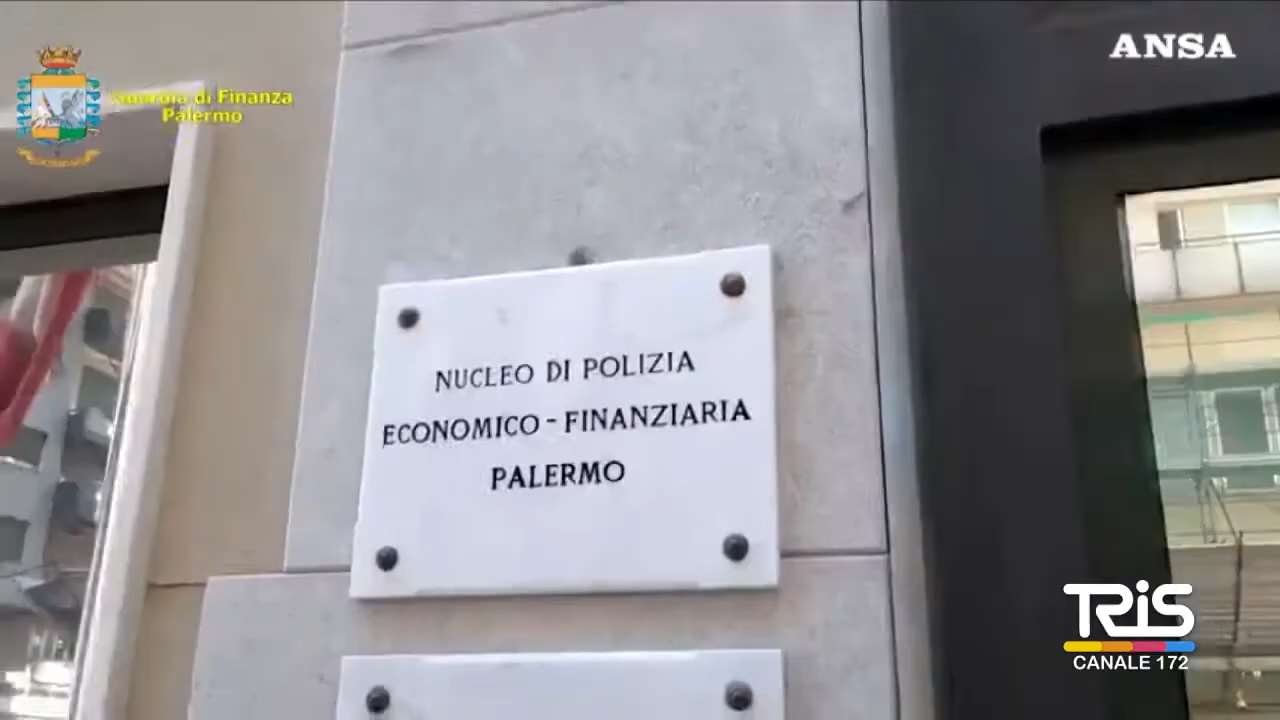 ANSA
Guardia di Finanza
Palermo
NUCLEO DI POLIZIA
ECONOMICO - FINANZIARIA
PALERMO
TRiS
CANALE 172